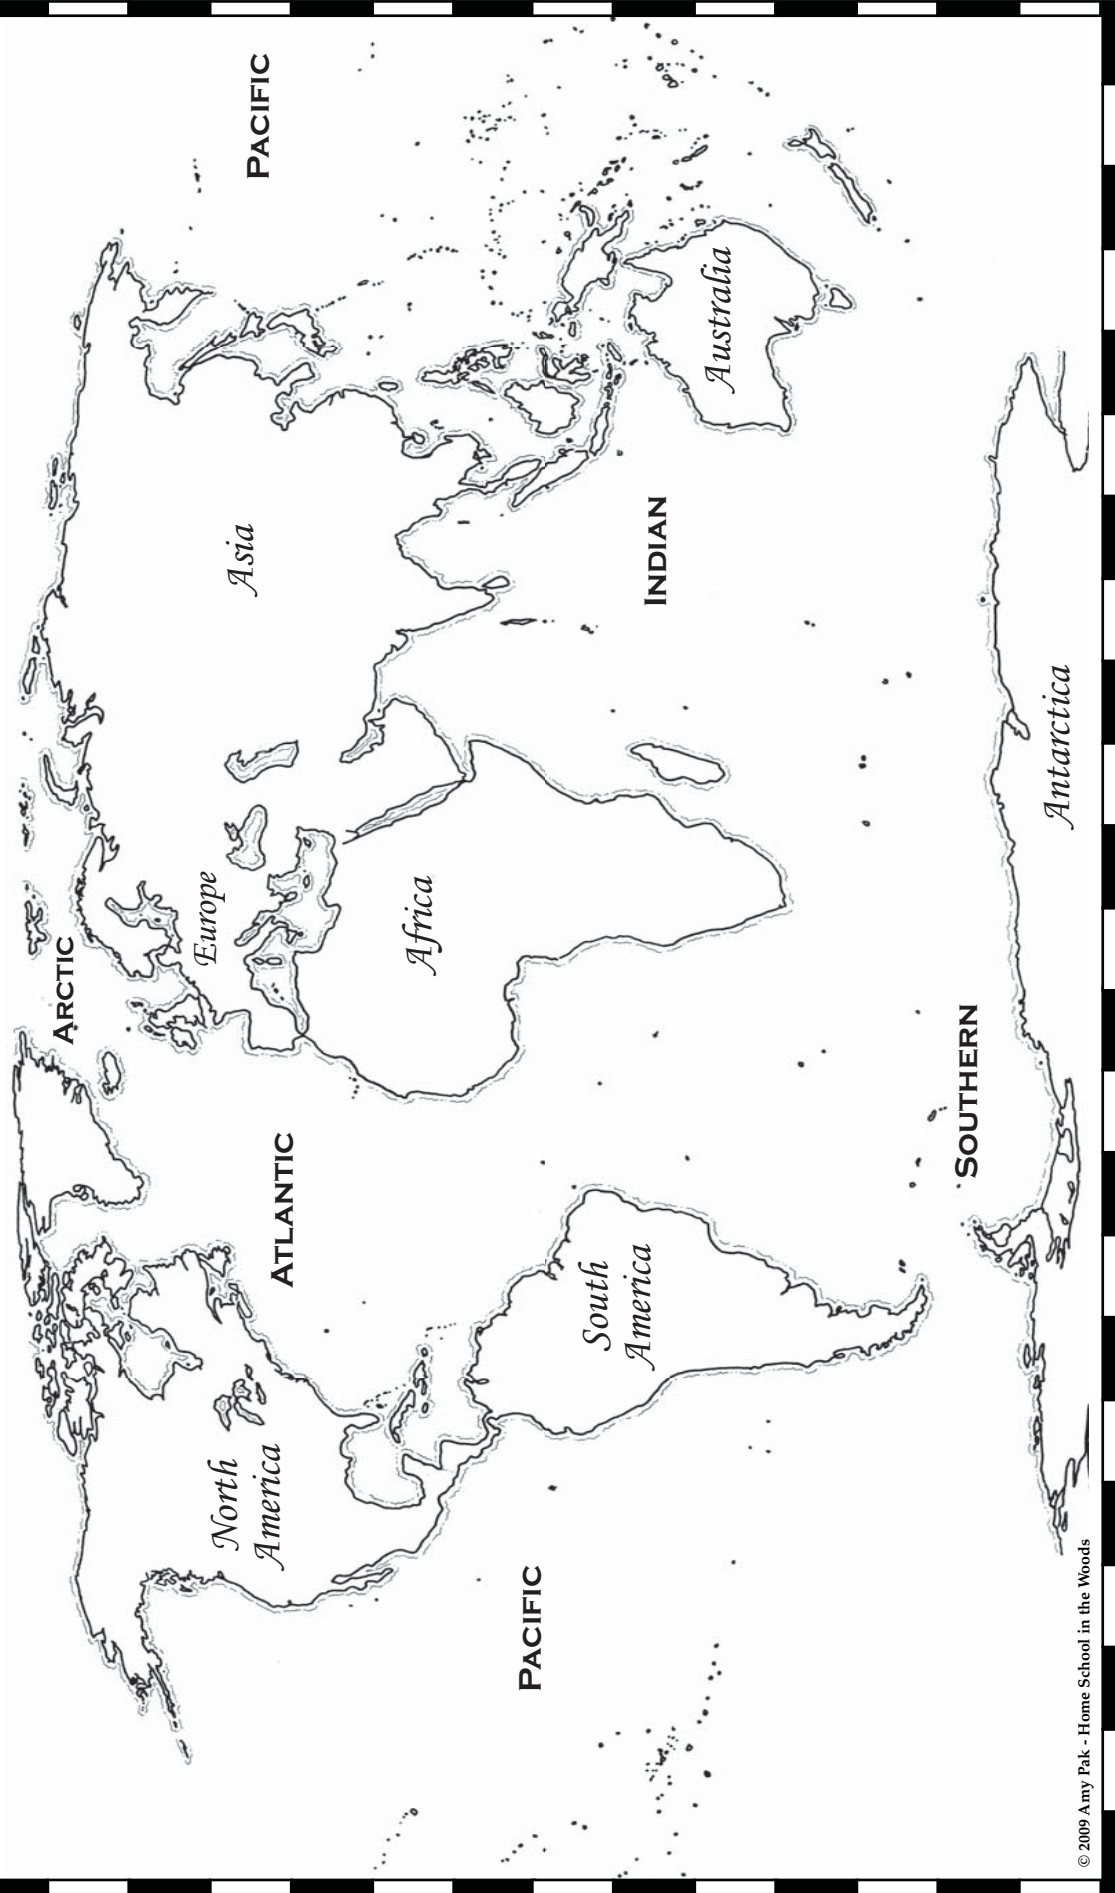 ARCTIC
PACIFIC
Europe
Asia
North
America
ATLANTIC
Africa
PACIFIC
South
America
INDIAN
Australia
SOUTHERN
Antarctica
© 2009 Amy Pak - Home School in the Woods